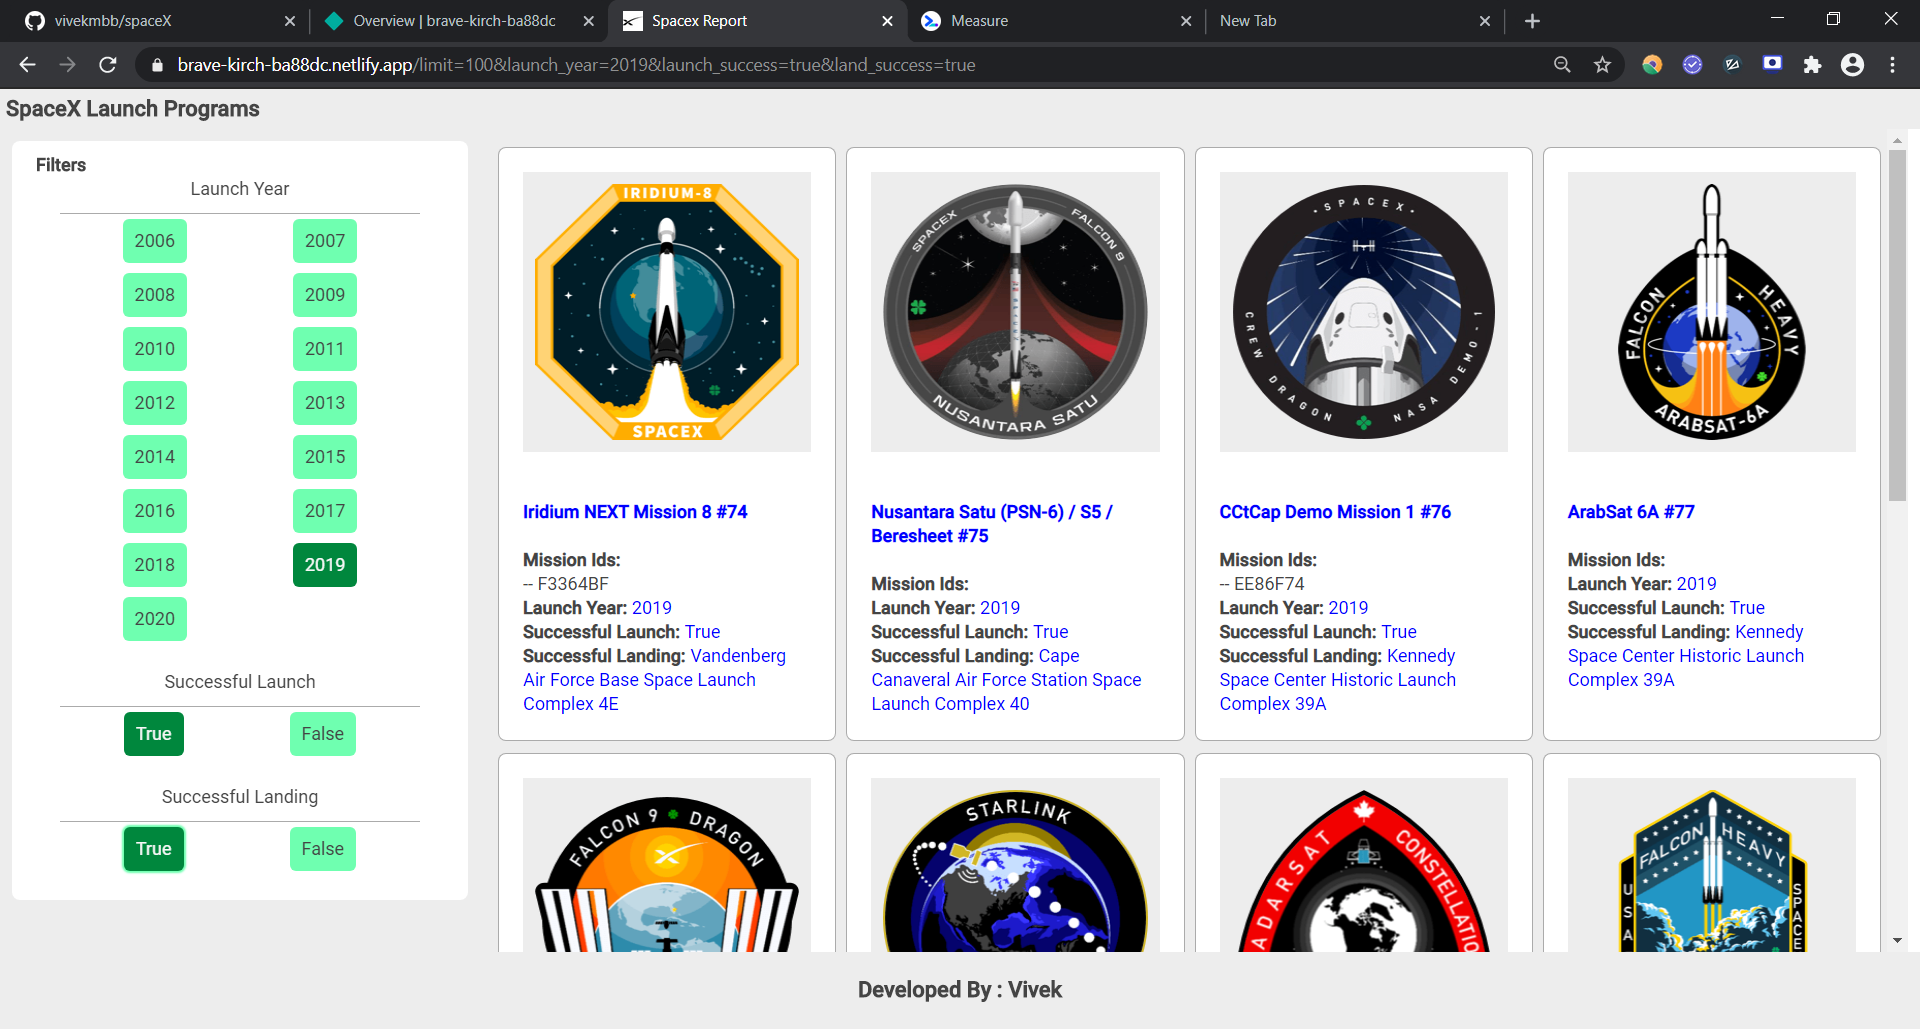 vivekmbb/spaceX
Overview | brave-kirch-ba88dc
Spacex Report
Measure
New Tab
brave-kirch-ba88dc.netlify.app/limit=100&launch_year=2019&launch_success=true&land_success=true
SpaceX Launch Programs
Filters
Launch Year
2006 2007
2008 2009
2010 2011
2012 2013
2014 2015
2016 2017
2018 2019
2020
Successful Launch
True False
Successful Landing
True False
IRIDIUM-8
SPACEX
Iridium NEXT Mission 8 #74
Mission Ids:
-- F3364BF
Launch Year: 2019
Successful Launch: True
Successful Landing: Vandenberg
Air Force Base Space Launch
Complex 4E
SPACEX
FALCON 9
NUSANTARA SATU
Nusantara Satu (PSN-6) / S5 /
Beresheet #75
Mission Ids:
Launch Year: 2019
Successful Launch: True
Successful Landing: Cape
Canaveral Air Force Station Space
Launch Complex 40
SPACEX
CREW DRAGON
NASA DEMO-1
CCtCap Demo Mission 1 #76
Mission Ids:
-- EE86F74
Launch Year: 2019
Successful Launch: True
Successful Landing: Kennedy
Space Center Historic Launch
Complex 39A
FALCON HEAVY
ARABSAT-6A
ArabSat 6A #77
Mission Ids:
Launch Year: 2019
Successful Launch: True
Successful Landing: Kennedy
Space Center Historic Launch
Complex 39A
FALCON 9 DRAGON
STARLINK
ADARSAT CONSTELLATIO
FALCON HEAVY
USA
SPACE
Developed By : Vivek